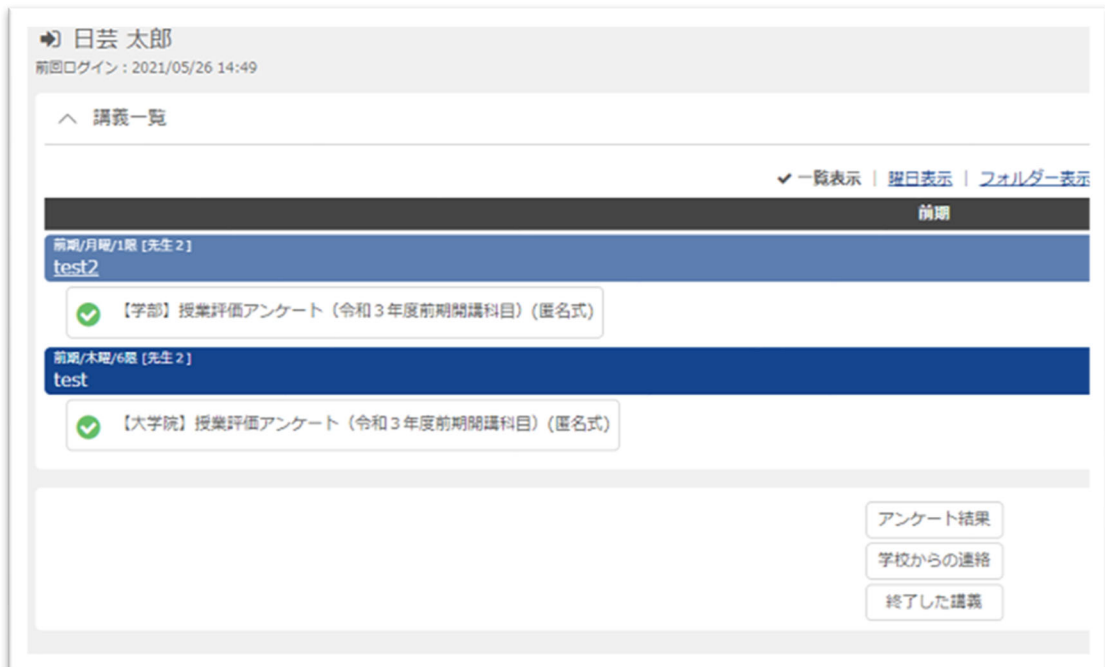 日芸 太郎
前回ログイン：2021/05/26 14:49
講義一覧
一覧表示 | 曜日表示 | フォルダー表示
前期
前期/月曜/1限 [先生２]
test2
【学部】授業評価アンケート（令和３年度前期開講科目）(匿名式)
前期/木曜/6限 [先生２]
test
【大学院】授業評価アンケート（令和３年度前期開講科目）(匿名式)
アンケート結果
学校からの連絡
終了した講義